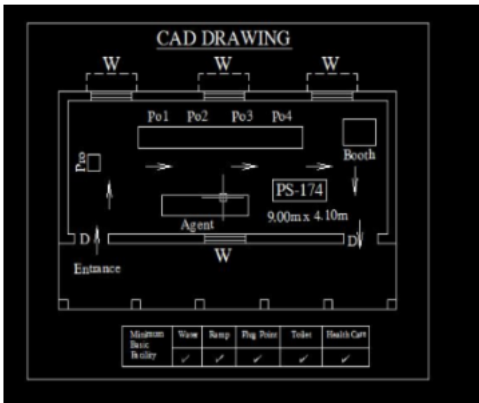 CAD DRAWING
W W W
Po1 Po2 Po3 Po4
Pro
Booth
PS-174
9.00m x 4.10m
Agent
D D
W
Entrance
Minimum Basic Facility Water Ramp Plug Point Toilet Health Care
✓ ✓ ✓ ✓ ✓